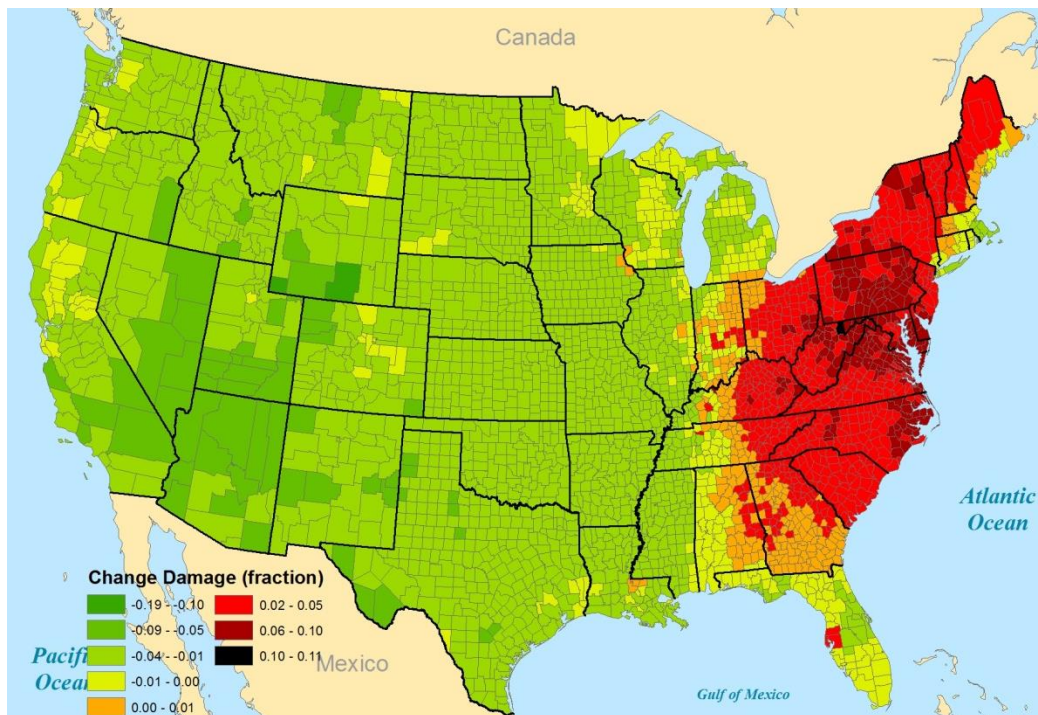 Canada
Atlantic
Ocean
Change Damage (fraction)
-0.19 - -0.10
-0.09 - -0.05
-0.04 - -0.01
-0.01 - 0.00
0.00 - 0.01
0.02 - 0.05
0.06 - 0.10
0.10 - 0.11
Pacific
Ocean
Mexico
Gulf of Mexico